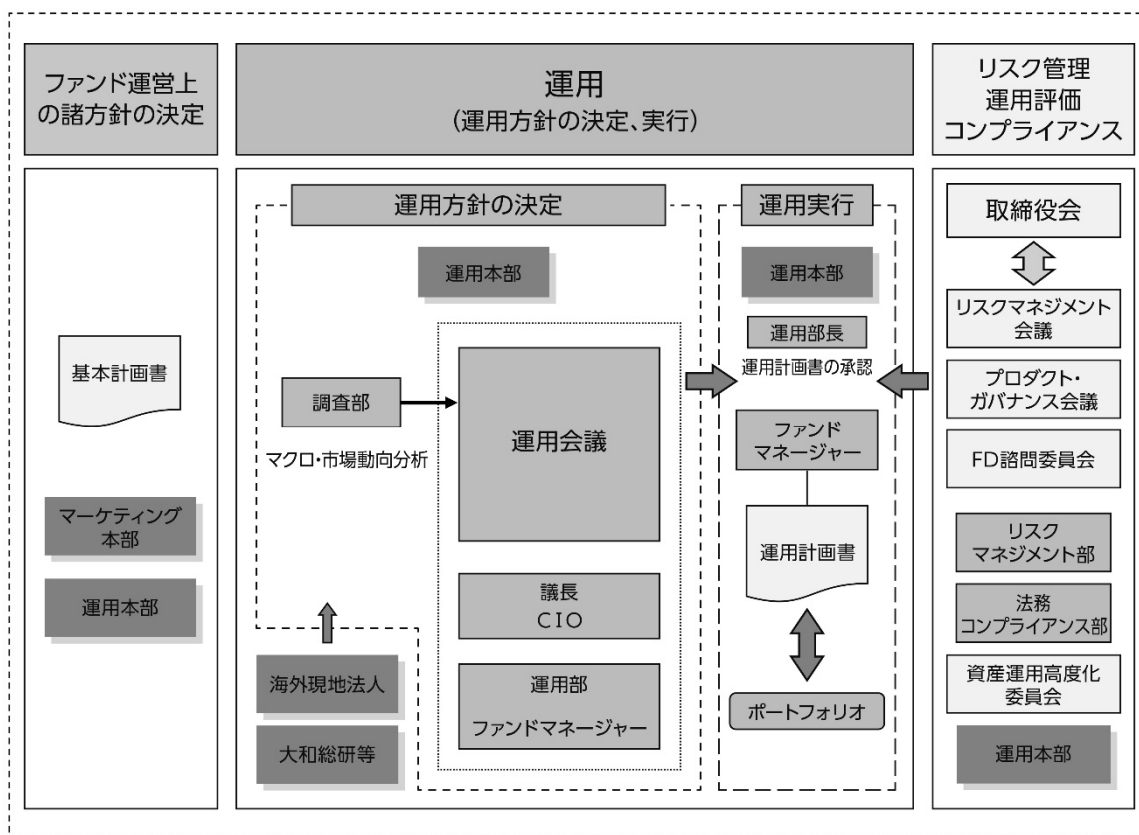 ファンド運営上
の諸方針の決定
基本計画書
マーケティング
本部
運用本部
運用
(運用方針の決定、実行)
運用方針の決定
運用本部
調査部
マクロ・市場動向分析
運用会議
議長
CIO
運用部
ファンドマネージャー
海外現地法人
大和総研等
運用実行
運用本部
運用部長
運用計画書の承認
ファンド
マネージャー
運用計画書
ポートフォリオ
リスク管理
運用評価
コンプライアンス
取締役会
リスクマネジメント
会議
プロダクト・
ガバナンス会議
FD諮問委員会
リスク
マネジメント部
法務
コンプライアンス部
資産運用高度化
委員会
運用本部